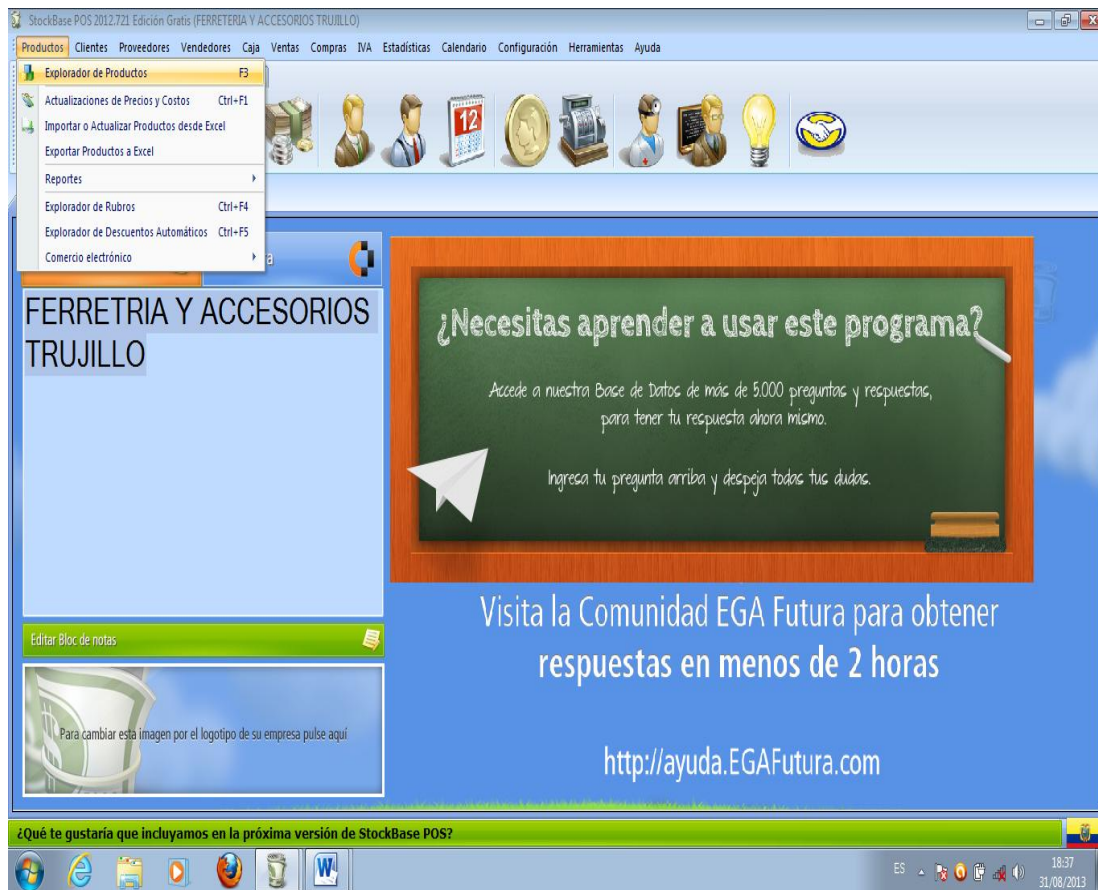 StockBase POS 2012.721 Edición Gratis (FERRETERIA Y ACCESORIOS TRUJILLO)
Productos Clientes Proveedores Vendedores Caja Ventas Compras IVA Estadísticas Calendario Configuración Herramientas Ayuda
Explorador de Productos F3
Actualizaciones de Precios y Costos Ctrl+F1
Importar o Actualizar Productos desde Excel
Exportar Productos a Excel
Reportes
Explorador de Rubros Ctrl+F4
Explorador de Descuentos Automáticos Ctrl+F5
Comercio electrónico
12
FERRETRIA Y ACCESORIOS
TRUJILLO
¿Necesitas aprender a usar este programa?
Accede a nuestra Base de Datos de más de 5.000 preguntas y respuestas,
para tener tu respuesta ahora mismo.
Ingresa tu pregunta arriba y despeja todas tus dudas.
Visita la Comunidad EGA Futura para obtener
respuestas en menos de 2 horas
http://ayuda.EGAFutura.com
Editar Bloc de notas
Para cambiar esta imagen por el logotipo de su empresa pulse aquí
¿Qué te gustaría que incluyamos en la próxima versión de StockBase POS?
ES
18:37
31/08/2013